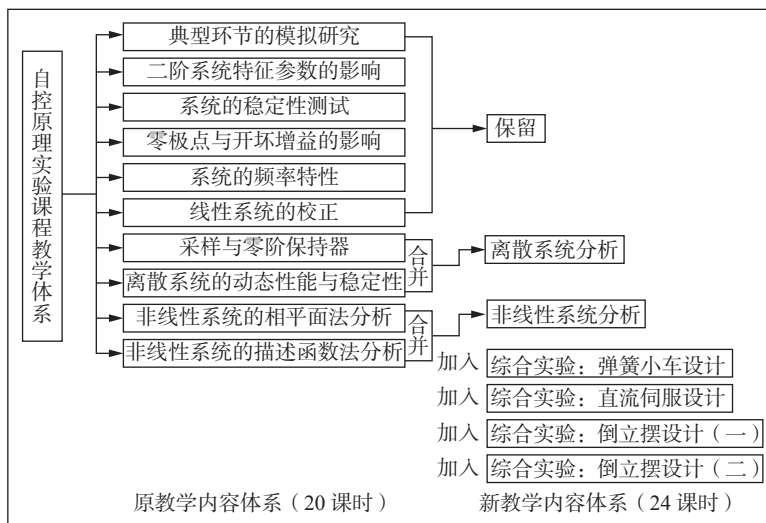 自控原理实验课程教学体系
典型环节的模拟研究
二阶系统特征参数的影响
系统的稳定性测试
零极点与开坏增益的影响
系统的频率特性
线性系统的校正
采样与零阶保持器
离散系统的动态性能与稳定性
非线性系统的相平面法分析
非线性系统的描述函数法分析
合并
合并
保留
离散系统分析
非线性系统分析
加入 综合实验：弹簧小车设计
加入 综合实验：直流伺服设计
加入 综合实验：倒立摆设计（一）
加入 综合实验：倒立摆设计（二）
原教学内容体系（20 课时）
新教学内容体系（24 课时）